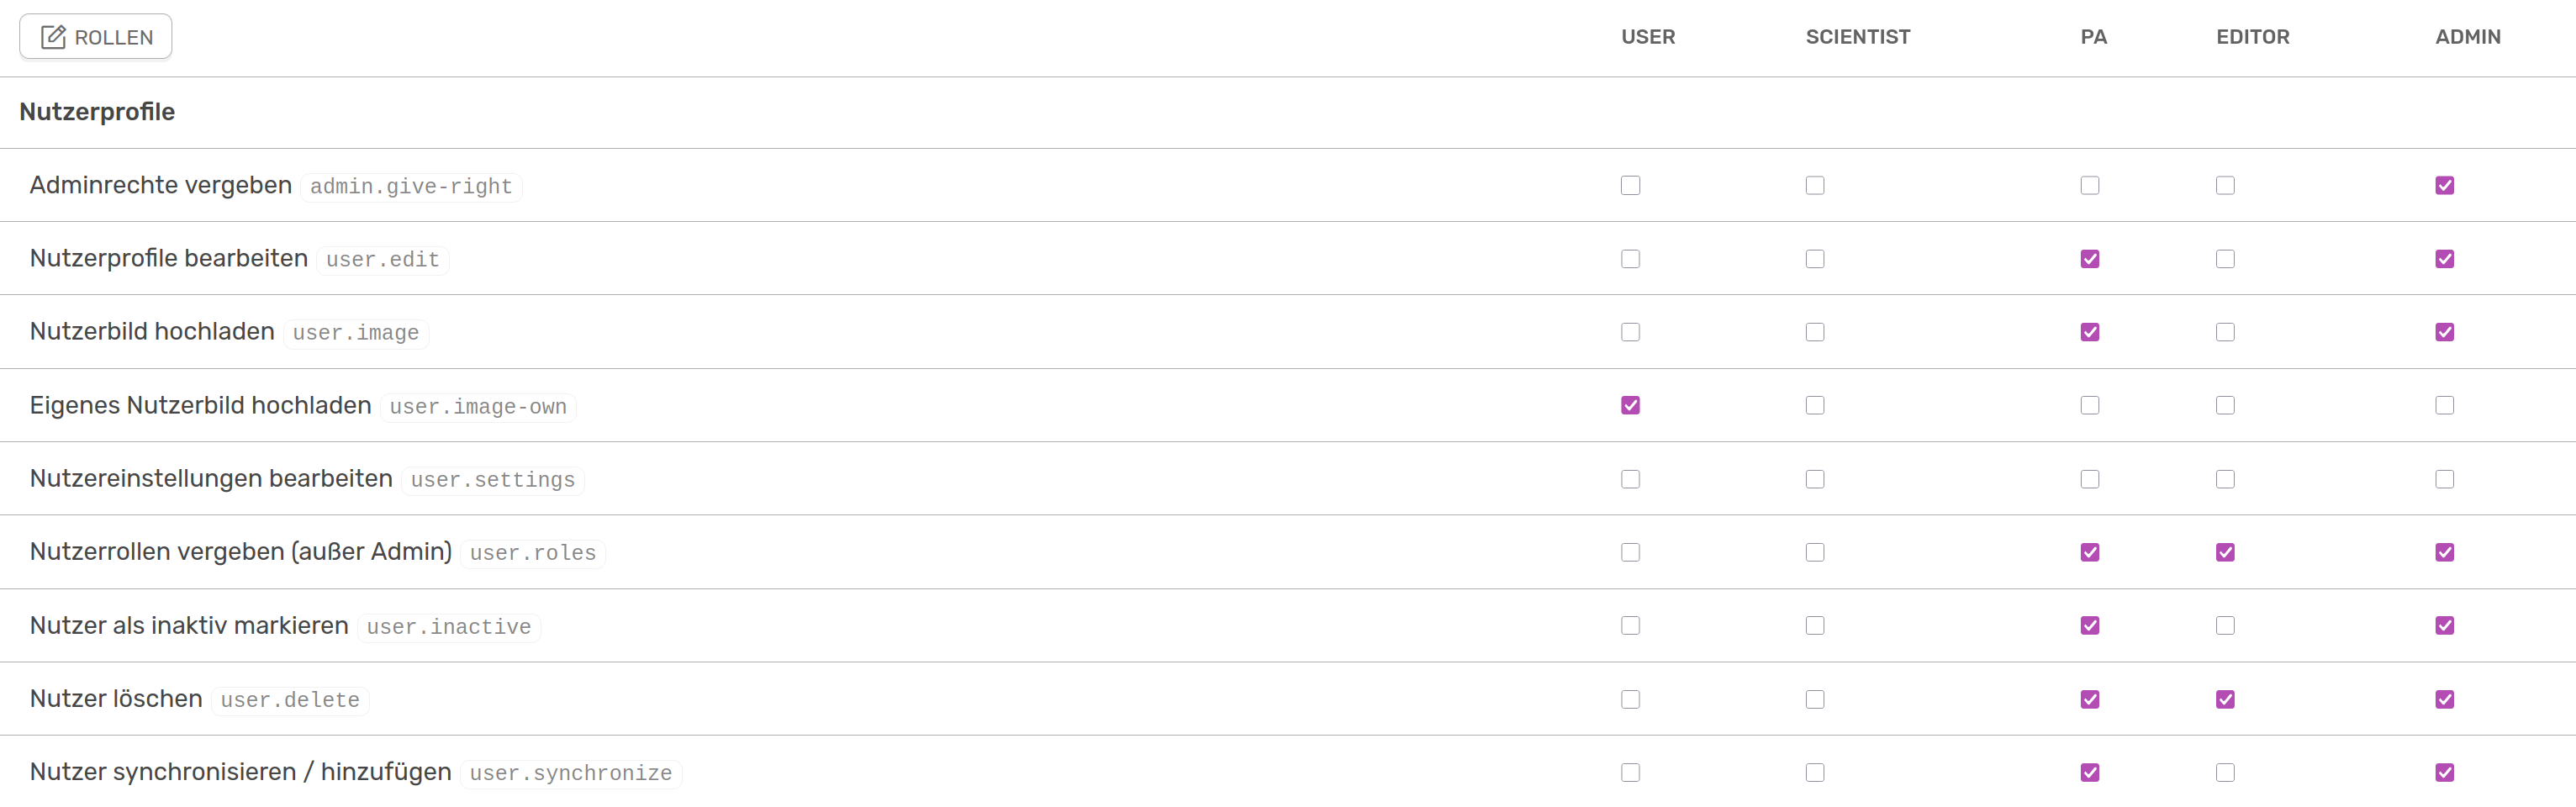 ROLLEN USER SCIENTIST PA EDITOR ADMIN
Nutzerprofile
Adminrechte vergeben admin.give-right
Nutzerprofile bearbeiten user.edit
Nutzerbild hochladen user.image
Eigenes Nutzerbild hochladen user.image-own
Nutzereinstellungen bearbeiten user.settings
Nutzerrollen vergeben (außer Admin) user.roles
Nutzer als inaktiv markieren user.inactive
Nutzer löschen user.delete
Nutzer synchronisieren / hinzufügen user.synchronize